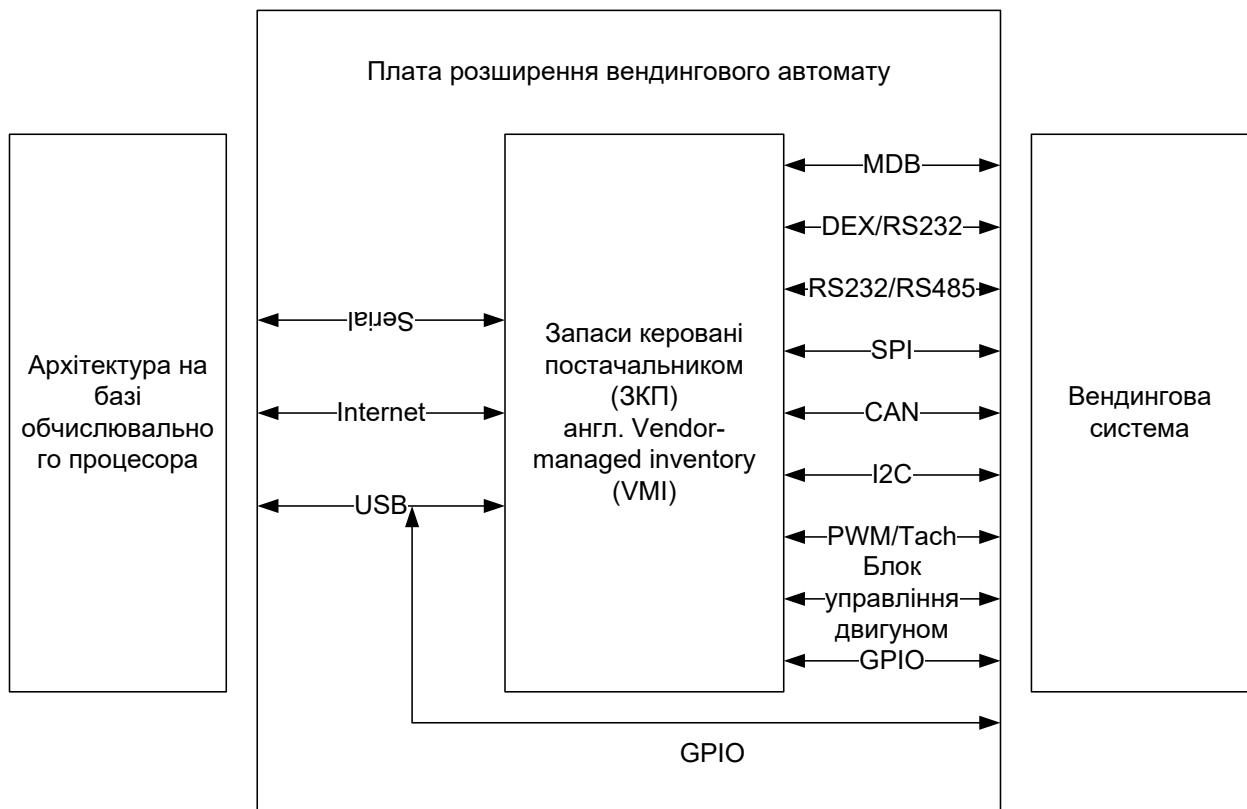 Плата розширення вендингового автомату
Архітектура на
базі
обчислювально
го процесора
Serial
Internet
USB
Запаси керовані
постачальником
(ЗКП)
англ. Vendor-
managed inventory
(VMI)
MDB
DEX/RS232
RS232/RS485
SPI
CAN
I2C
PWM/Tach
Блок
управління
двигуном
GPIO
GPIO
Вендингова
система